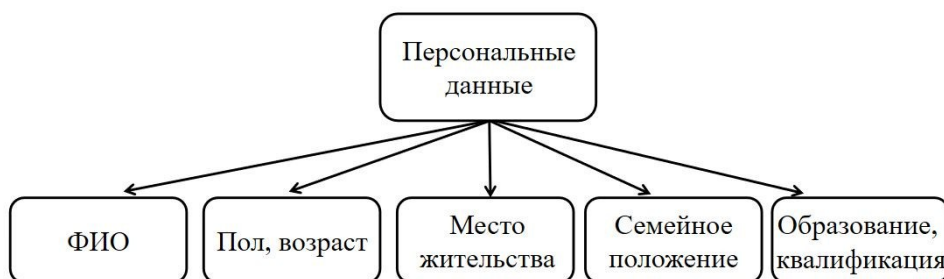 Персональные
данные
ФИО
Пол, возраст
Место
жительства
Семейное
положение
Образование,
квалификация